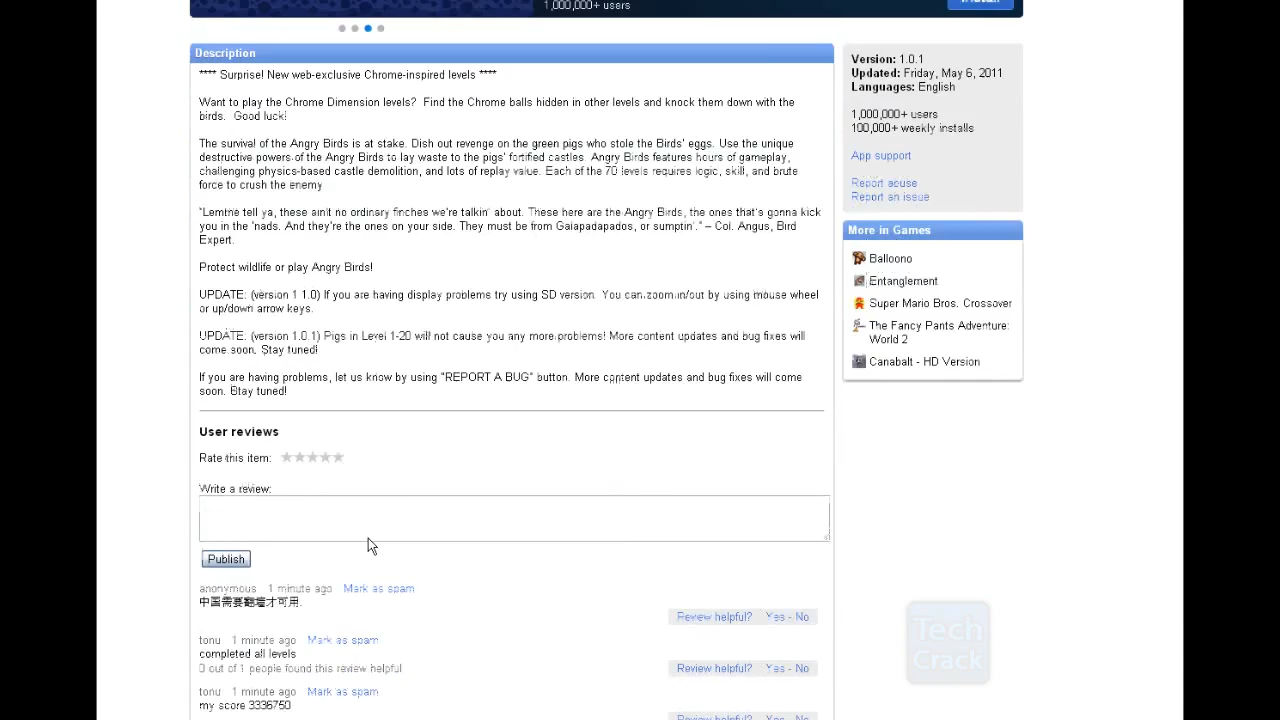 1,000,000+ users
Description
**** Surprise! New web-exclusive Chrome-inspired levels ****
Want to play the Chrome Dimension levels? Find the Chrome balls hidden in other levels and knock them down with the
birds. Good luck!
The survival of the Angry Birds is at stake. Dish out revenge on the green pigs who stole the Birds' eggs. Use the unique
destructive powers of the Angry Birds to lay waste to the pigs' fortified castles. Angry Birds features hours of gameplay,
challenging physics-based castle demolition, and lots of replay value. Each of the 70 levels requires logic, skill, and brute
force to crush the enemy
"Lemme tell ya, these ain't no ordinary finches we're talkin' about. These here are the Angry Birds, the ones that's gonna kick
you in the 'nads. And they're the ones on your side. They must be from Galapadapados, or sumptin'." – Col. Angus, Bird
Expert.
Protect wildlife or play Angry Birds!
UPDATE: (version 1.1.0) If you are having display problems try using SD version. You can zoom in/out by using mouse wheel
or up/down arrow keys.
UPDATE: (version 1.0.1) Pigs in Level 1-20 will not cause you any more problems! More content updates and bug fixes will
come soon. Stay tuned!
If you are having problems, let us know by using "REPORT A BUG" button. More content updates and bug fixes will come
soon. Stay tuned!
User reviews
Rate this item:
Write a review:
Publish
anonymous 1 minute ago Mark as spam
中国需要翻墙才可用.
Review helpful? Yes - No
tonu 1 minute ago Mark as spam
completed all levels
0 out of 1 people found this review helpful
Review helpful? Yes - No
tonu 1 minute ago Mark as spam
my score 3336750
Review helpful? Yes - No
Version: 1.0.1
Updated: Friday, May 6, 2011
Languages: English
1,000,000+ users
100,000+ weekly installs
App support
Report abuse
Report an issue
More in Games
Balloono
Entanglement
Super Mario Bros. Crossover
The Fancy Pants Adventure:
World 2
Canabalt - HD Version
Tech
Crack